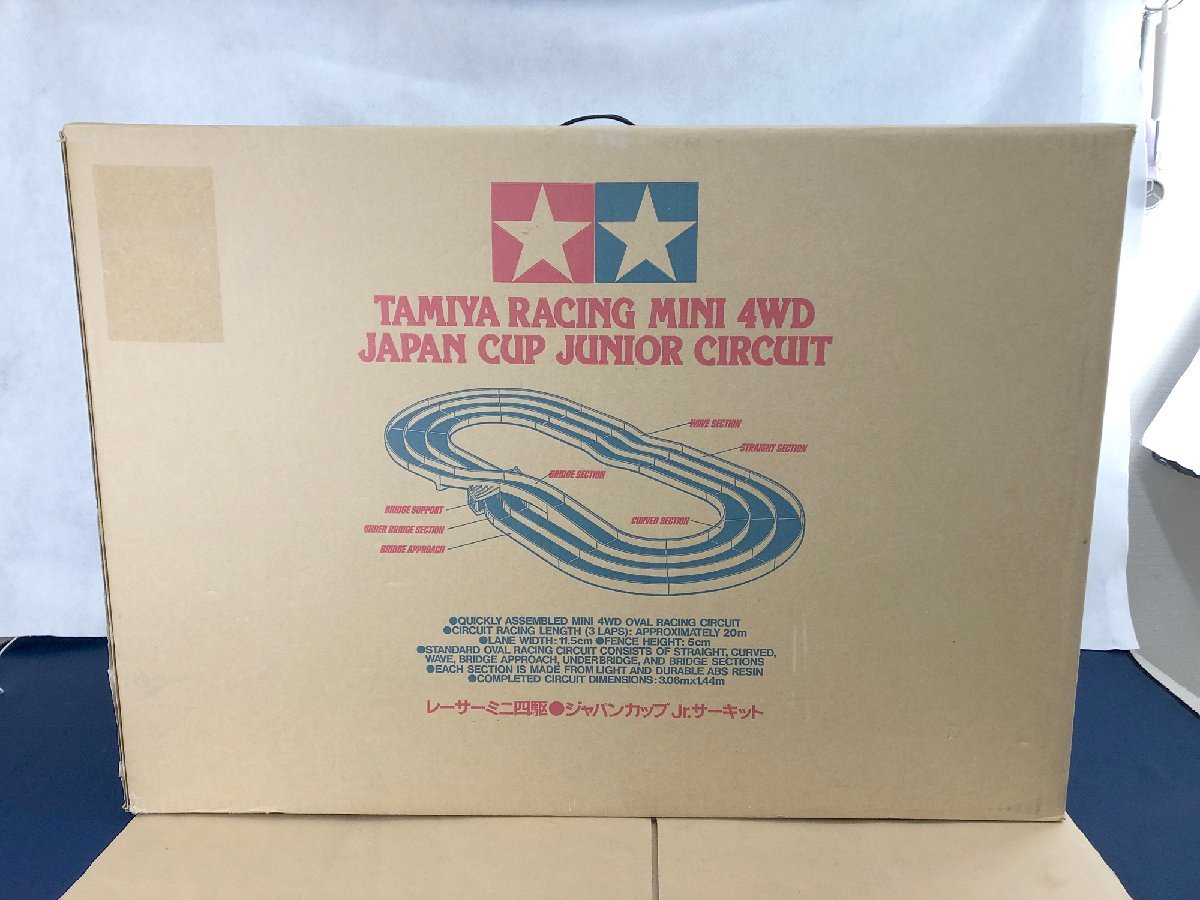 TAMIYA RACING MINI 4WD
JAPAN CUP JUNIOR CIRCUIT
WAVE SECTION
STRAIGHT SECTION
BRIDGE SECTION
BRIDGE SUPPORT
CURVED SECTION
UNDER BRIDGE SECTION
BRIDGE APPROACH
●QUICKLY ASSEMBLED MINI 4WD OVAL RACING CIRCUIT
●CIRCUIT RACING LENGTH (3 LAPS): APPROXIMATELY 20m
●LANE WIDTH: 11.5cm ●FENCE HEIGHT: 5cm
●STANDARD OVAL RACING CIRCUIT CONSISTS OF STRAIGHT, CURVED,
WAVE, BRIDGE APPROACH, UNDERBRIDGE, AND BRIDGE SECTIONS
●EACH SECTION IS MADE FROM LIGHT AND DURABLE ABS RESIN
●COMPLETED CIRCUIT DIMENSIONS: 3.06m×1.44m
レーサーミニ四駆●ジャパンカップ Jr.サーキット